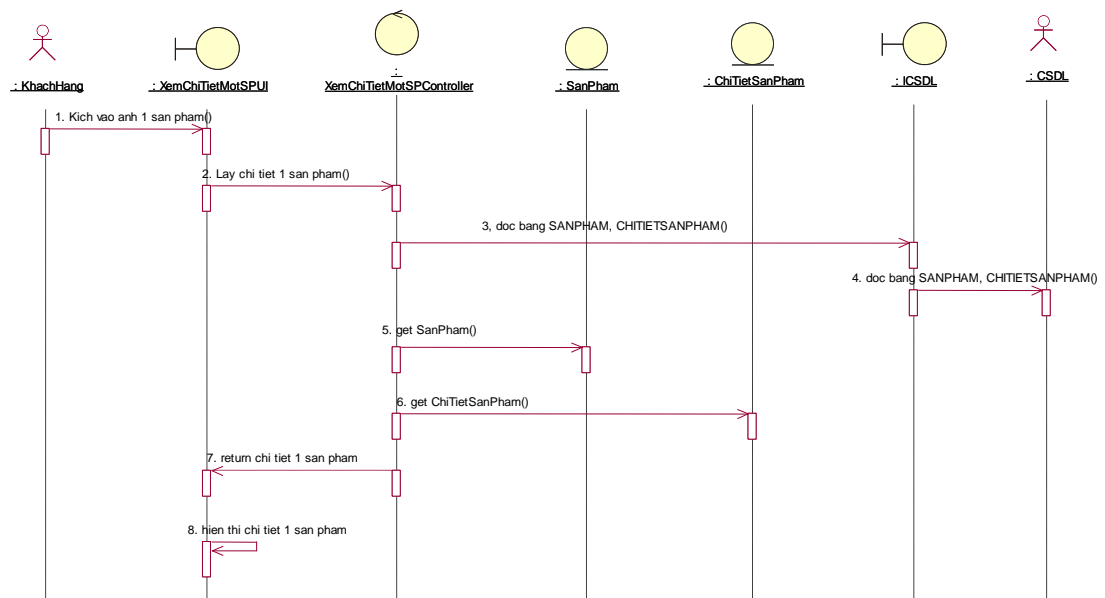 : KhachHang
: XemChiTietMotSPUI
:
XemChiTietMotSPController
: SanPham
: ChiTietSanPham
: ICSDL
: CSDL
1. Kich vao anh 1 san pham()
2. Lay chi tiet 1 san pham()
3, doc bang SANPHAM, CHITIETSANPHAM()
4. doc bang SANPHAM, CHITIETSANPHAM()
5. get SanPham()
6. get ChiTietSanPham()
7. return chi tiet 1 san pham
8. hien thi chi tiet 1 san pham